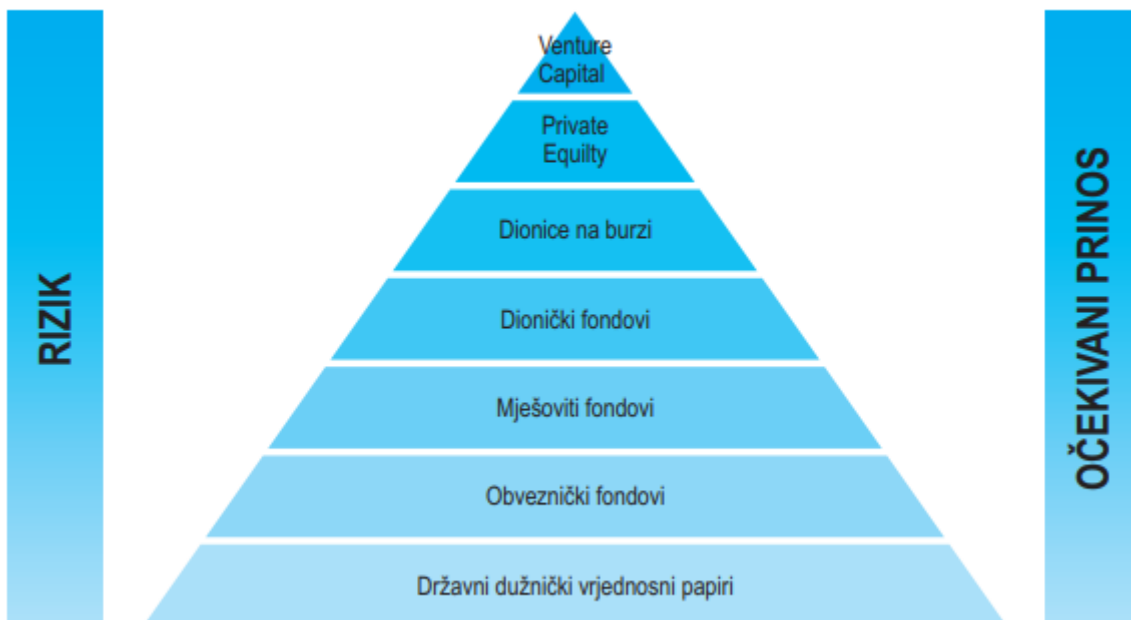 Venture
Capital
Private
Equilty
Dionice na burzi
Dionički fondovi
Mješoviti fondovi
Obveznički fondovi
Državni dužnički vrjednosni papiri
RIZIK
OČEKIVANI PRINOS